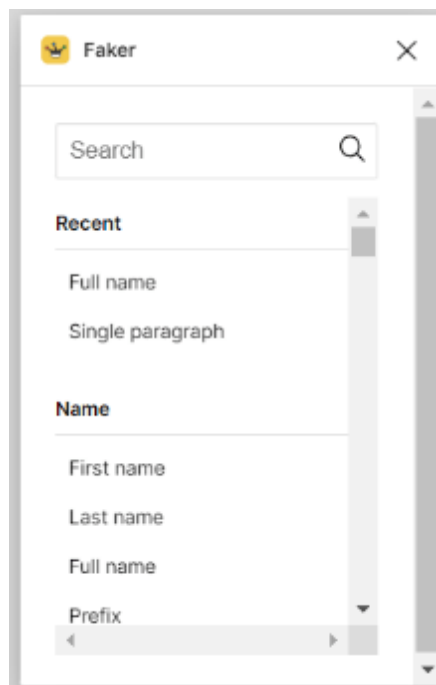 Faker
Search
Recent
Full name
Single paragraph
Name
First name
Last name
Full name
Prefix